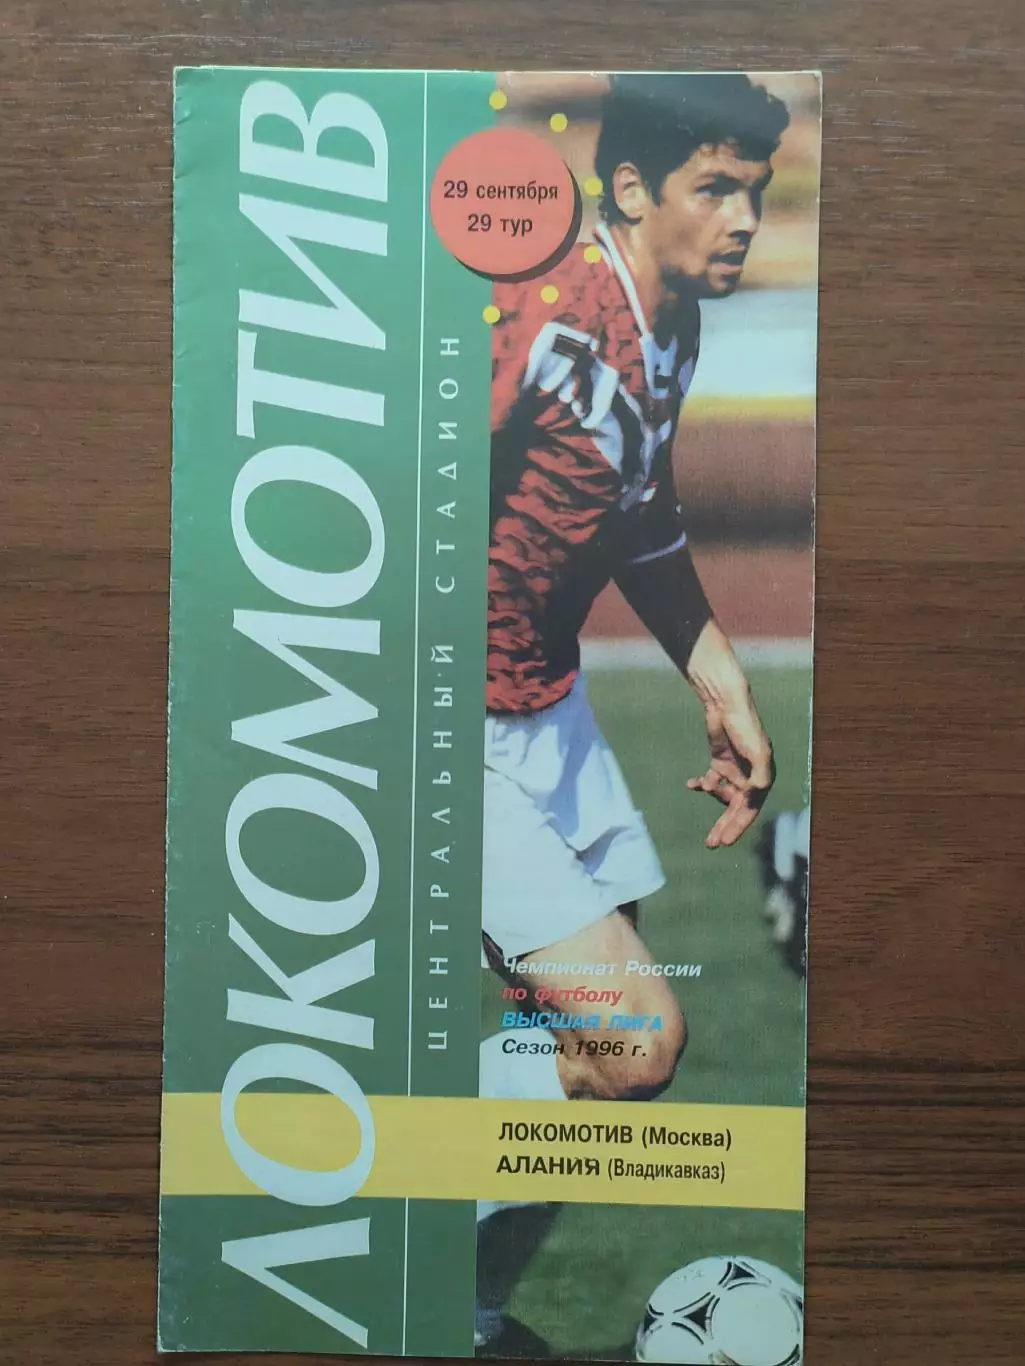 ЛОКОМОТИВ
ЦЕНТРАЛЬНЫЙ СТАДИОН
29 сентября
29 тур
Чемпионат России
по футболу
ВЫСШАЯ ЛИГА
Сезон 1996 г.
ЛОКОМОТИВ (Москва)
АЛАНИЯ (Владикавказ)